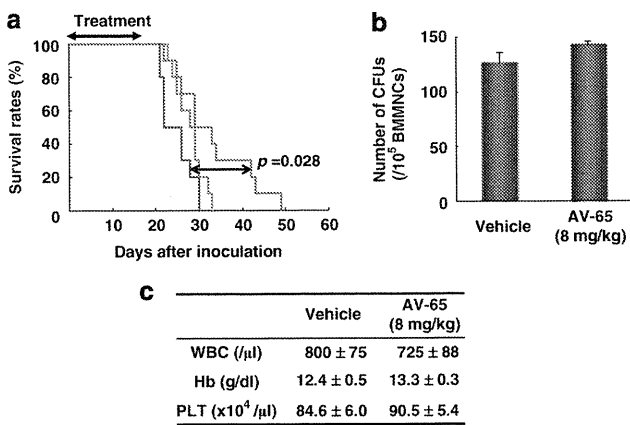 a
Treatment
Survival rates (%)
100
80
60
40
20
0
p =0.028
10 20 30 40 50 60
Days after inoculation
b
Number of CFUs
(/10⁵ BMMNCs)
150
100
50
0
Vehicle AV-65
(8 mg/kg)
c
Vehicle AV-65
(8 mg/kg)
WBC (/µl) 800 ± 75 725 ± 88
Hb (g/dl) 12.4 ± 0.5 13.3 ± 0.3
PLT (x10⁴ /µl) 84.6 ± 6.0 90.5 ± 5.4